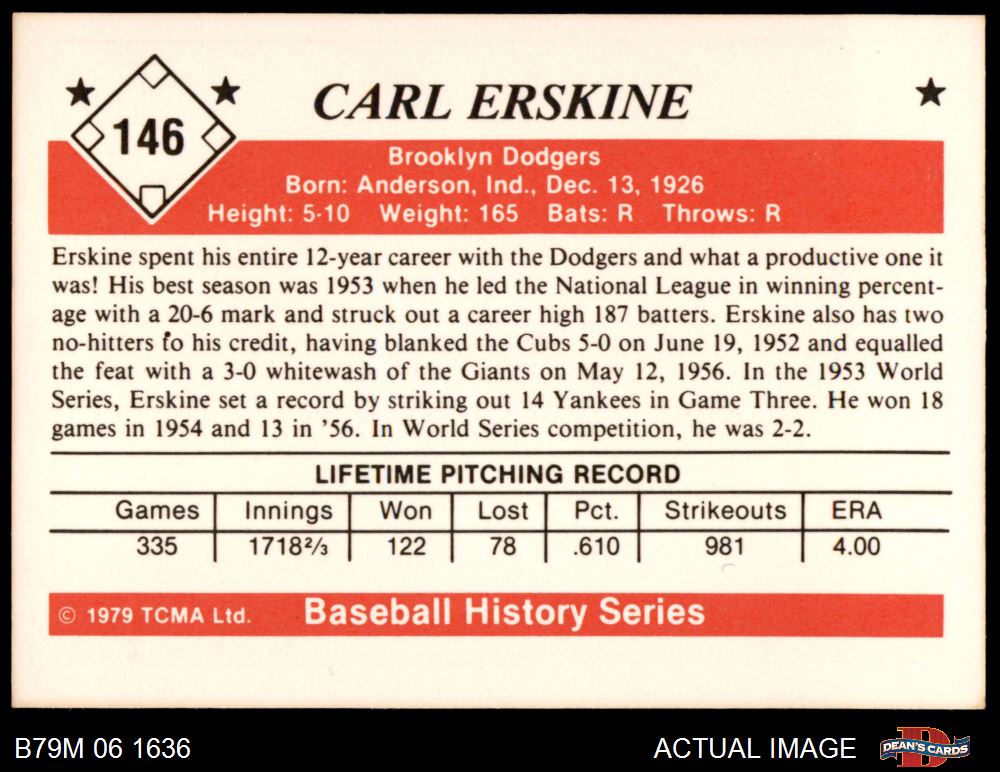 146
CARL ERSKINE
Brooklyn Dodgers
Born: Anderson, Ind., Dec. 13, 1926
Height: 5-10 Weight: 165 Bats: R Throws: R
Erskine spent his entire 12-year career with the Dodgers and what a productive one it
was! His best season was 1953 when he led the National League in winning percent-
age with a 20-6 mark and struck out a career high 187 batters. Erskine also has two
no-hitters to his credit, having blanked the Cubs 5-0 on June 19, 1952 and equalled
the feat with a 3-0 whitewash of the Giants on May 12, 1956. In the 1953 World
Series, Erskine set a record by striking out 14 Yankees in Game Three. He won 18
games in 1954 and 13 in '56. In World Series competition, he was 2-2.
LIFETIME PITCHING RECORD
Games Innings Won Lost Pct. Strikeouts ERA
335 1718⅔ 122 78 .610 981 4.00
© 1979 TCMA Ltd. Baseball History Series
B79M 06 1636 ACTUAL IMAGE DEAN'S CARDS